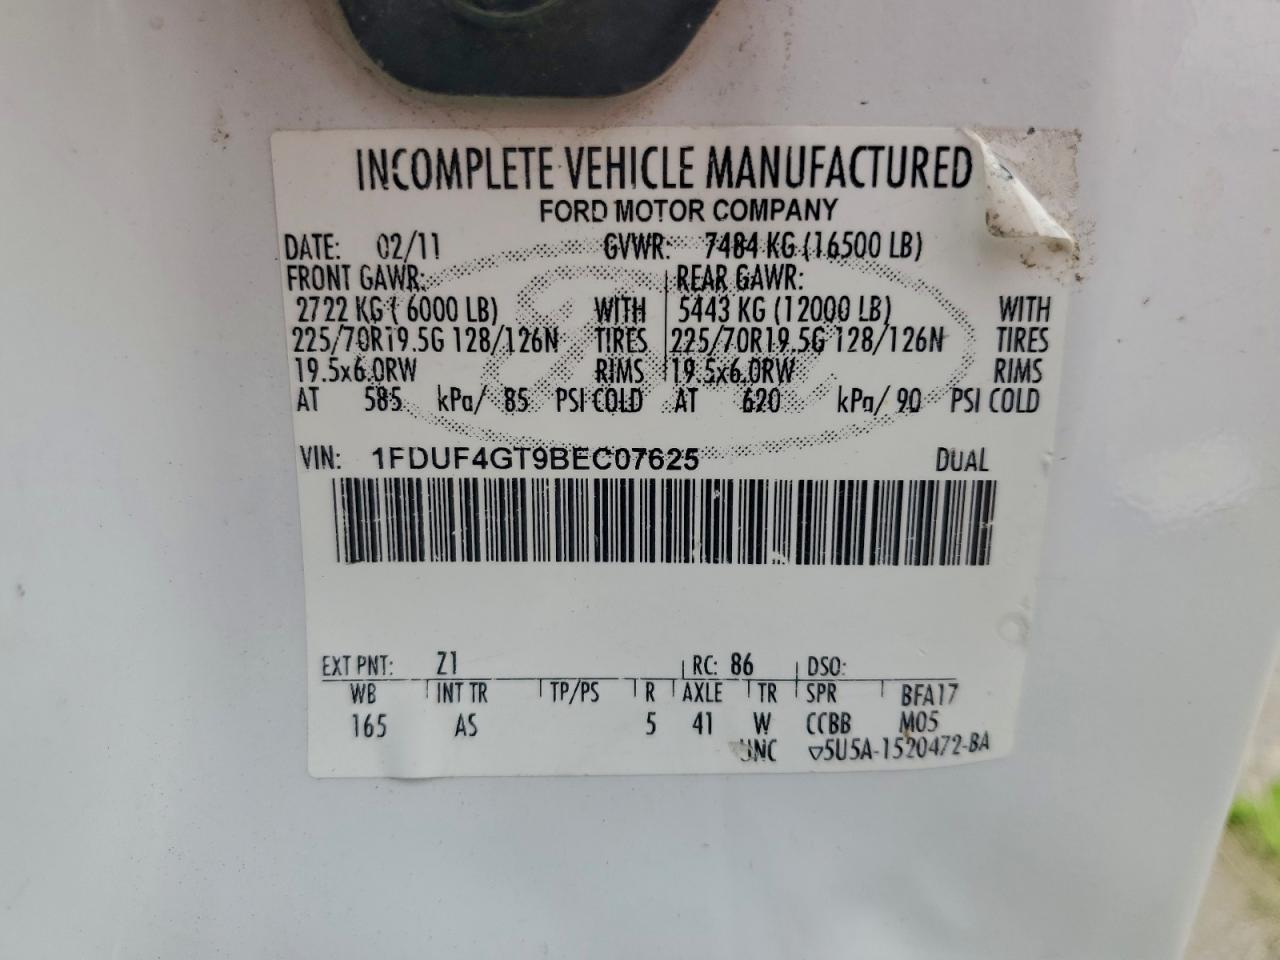 INCOMPLETE VEHICLE MANUFACTURED
FORD MOTOR COMPANY
DATE: 02/11 GVWR: 7484 KG (16500 LB)
FRONT GAWR: REAR GAWR:
2722 KG ( 6000 LB) WITH 5443 KG (12000 LB) WITH
225/70R19.5G 128/126N TIRES 225/70R19.5G 128/126N TIRES
19.5x6.0RW RIMS 19.5x6.0RW RIMS
AT 585 kPa/ 85 PSI COLD AT 620 kPa/ 90 PSI COLD
VIN: 1FDUF4GT9BEC07625 DUAL
EXT PNT: Z1 RC: 86 DSO:
WB INT TR TP/PS R AXLE TR SPR BFA17
165 AS 5 41 W CCBB M05
UNC ▽5U5A-1520472-BA